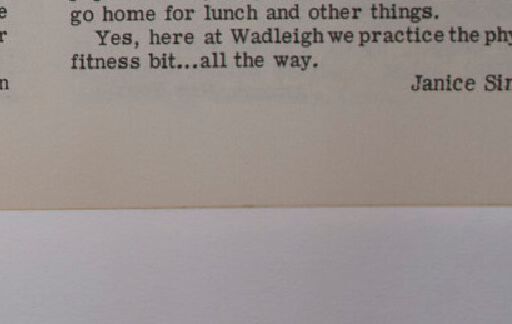 e
go home for lunch and other things.
r
Yes, here at Wadleigh we practice the phy
fitness bit...all the way.
n
Janice Sin